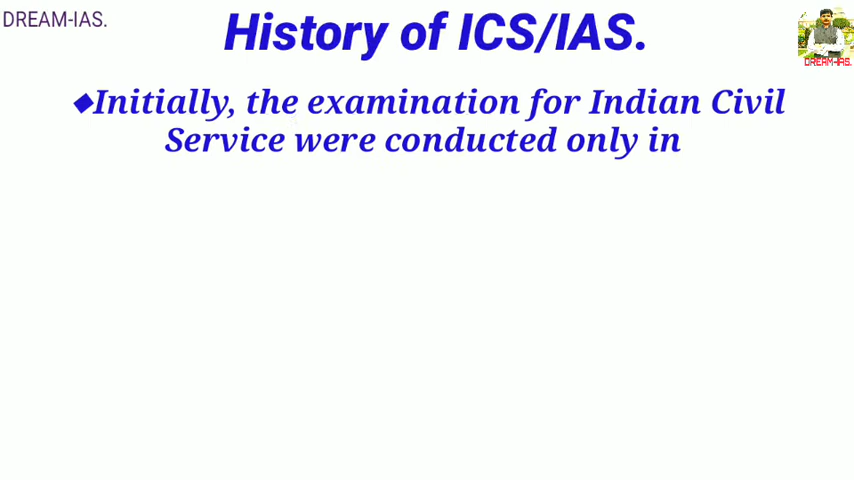 DREAM-IAS.
History of ICS/IAS.
◆Initially, the examination for Indian Civil
Service were conducted only in
DREAM-IAS.